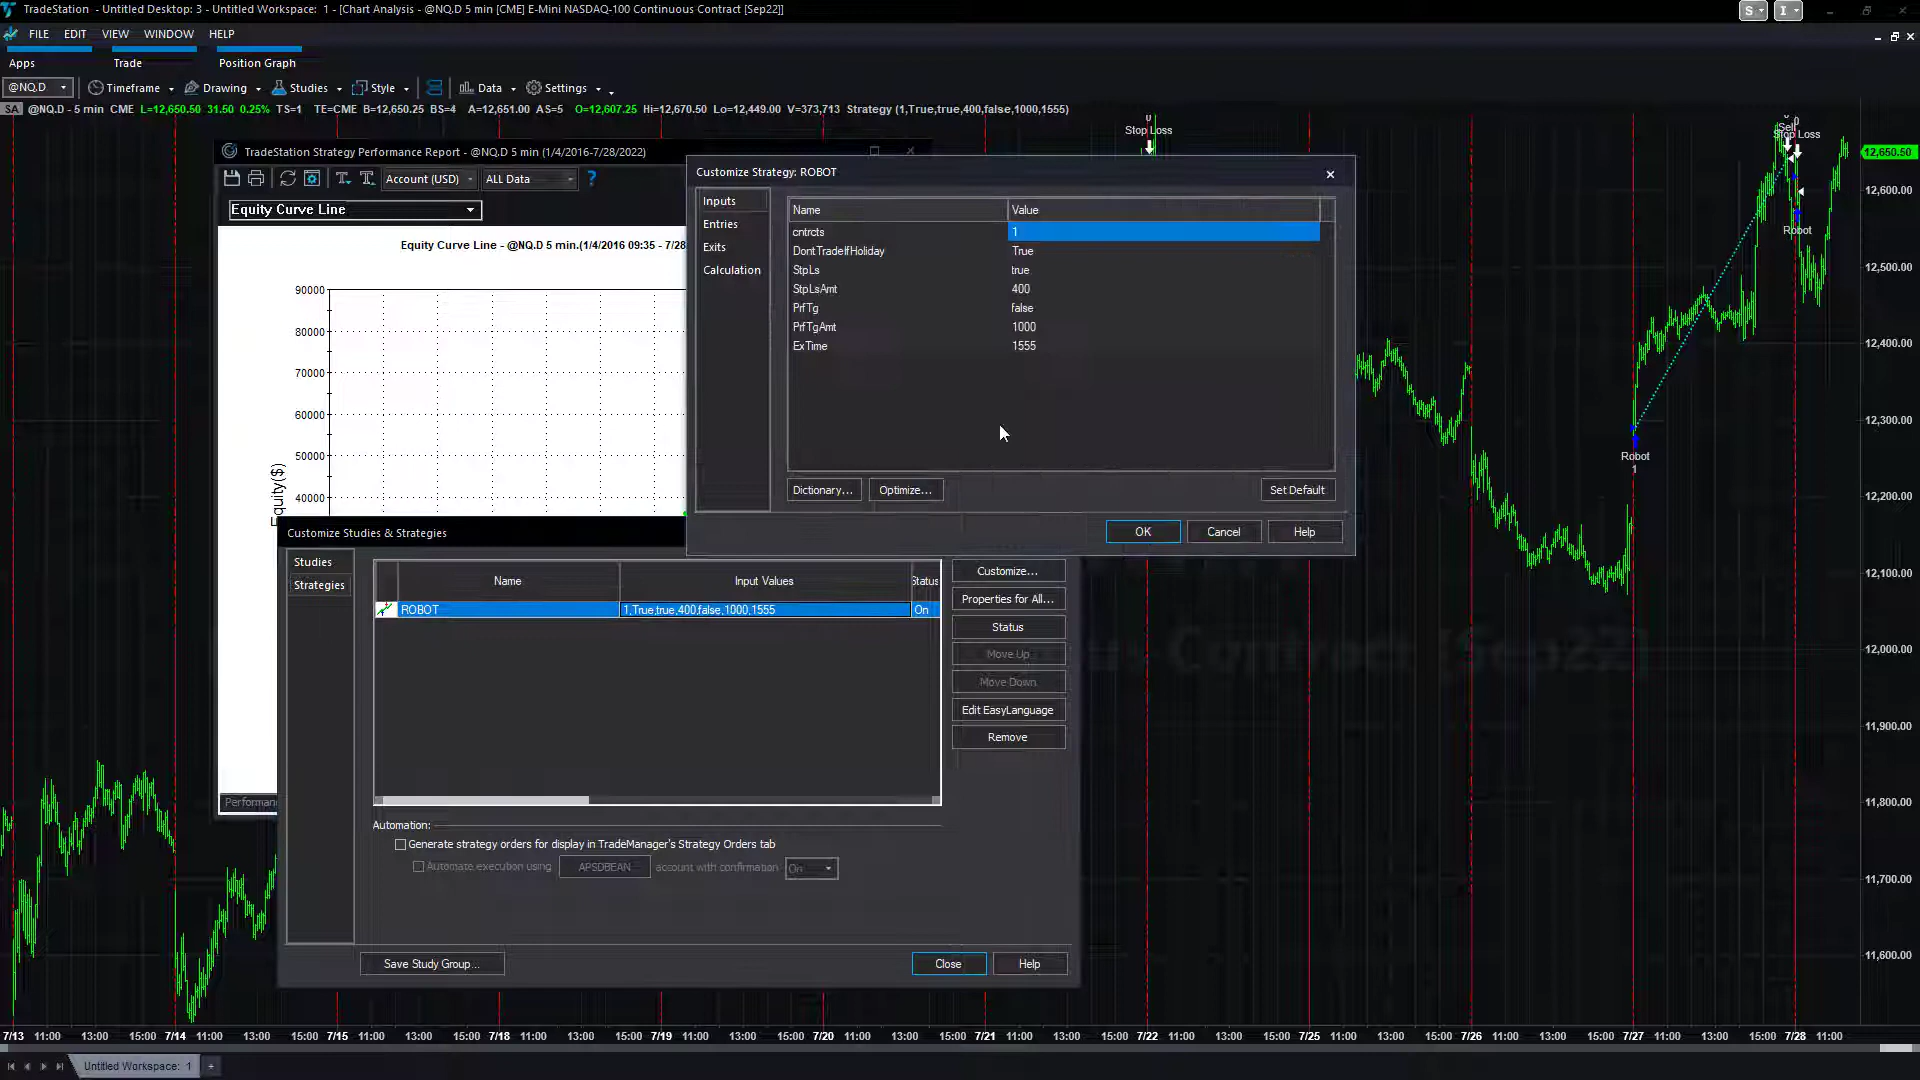 TradeStation - Untitled Desktop: 3 - Untitled Workspace: 1 - [Chart Analysis - @NQ.D 5 min [CME] E-Mini NASDAQ-100 Continuous Contract [Sep22]]
S
I
FILE EDIT VIEW WINDOW HELP
Apps Trade Position Graph
@NQ.D Timeframe Drawing Studies Style Data Settings
SA @NQ.D - 5 min CME L=12,650.50 31.50 0.25% TS=1 TE=CME B=12,650.25 BS=4 A=12,651.00 AS=5 O=12,607.25 Hi=12,670.50 Lo=12,449.00 V=373,713 Strategy (1,True,true,400,false,1000,1555)
0
Stop Loss
0
Sell
Stop Loss
12,650.50
TradeStation Strategy Performance Report - @NQ.D 5 min (1/4/2016-7/28/2022)
Account (USD) ALL Data ?
Equity Curve Line
Equity Curve Line - @NQ.D 5 min.(1/4/2016 09:35 - 7/28
90000
80000
70000
60000
50000
40000
Equity($)
Performan
Customize Strategy: ROBOT
Inputs
Entries
Exits
Calculation
Name Value
cntrcts 1
DontTradeIfHoliday True
StpLs true
StpLsAmt 400
PrfTg false
PrfTgAmt 1000
ExTime 1555
Dictionary... Optimize... Set Default
OK Cancel Help
Customize Studies & Strategies
Studies
Strategies
Name Input Values Status
ROBOT 1,True,true,400,false,1000,1555 On
Customize...
Properties for All...
Status
Move Up
Move Down
Edit EasyLanguage
Remove
Automation:
Generate strategy orders for display in TradeManager's Strategy Orders tab
Automate execution using APSDBEAN account with confirmation On
Save Study Group... Close Help
Robot
Robot
1
Contract [Sep22]
12,600.00
12,500.00
12,400.00
12,300.00
12,200.00
12,100.00
12,000.00
11,900.00
11,800.00
11,700.00
11,600.00
7/13 11:00 13:00 15:00 7/14 11:00 13:00 15:00 7/15 11:00 13:00 15:00 7/18 11:00 13:00 15:00 7/19 11:00 13:00 15:00 7/20 11:00 13:00 15:00 7/21 11:00 13:00 15:00 7/22 11:00 13:00 15:00 7/25 11:00 13:00 15:00 7/26 11:00 13:00 15:00 7/27 11:00 13:00 15:00 7/28 11:00
Untitled Workspace: 1 +